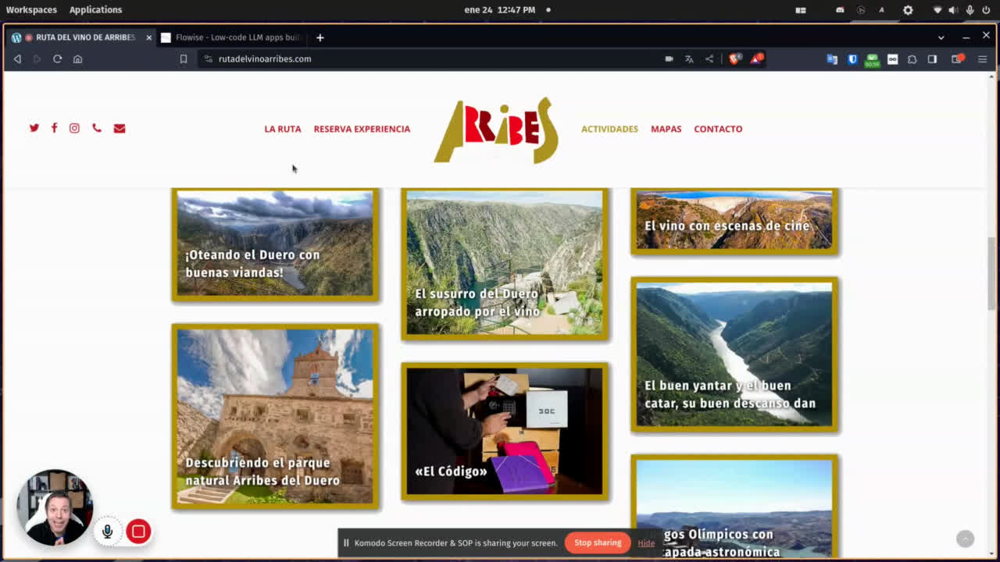 Workspaces Applications
ene 24 12:47 PM
RUTA DEL VINO DE ARRIBES
Flowise - Low-code LLM apps buil
rutadelvinoarribes.com
00:59
LA RUTA RESERVA EXPERIENCIA
ARRIBES
ACTIVIDADES MAPAS CONTACTO
¡Oteando el Duero con
buenas viandas!
El susurro del Duero
arropado por el vino
El vino con escenas de cine
Descubriendo el parque
natural Arribes del Duero
«El Código»
El buen yantar y el buen
catar, su buen descanso dan
gos Olímpicos con
capada astronómica
Komodo Screen Recorder & SOP is sharing your screen.
Stop sharing
Hide